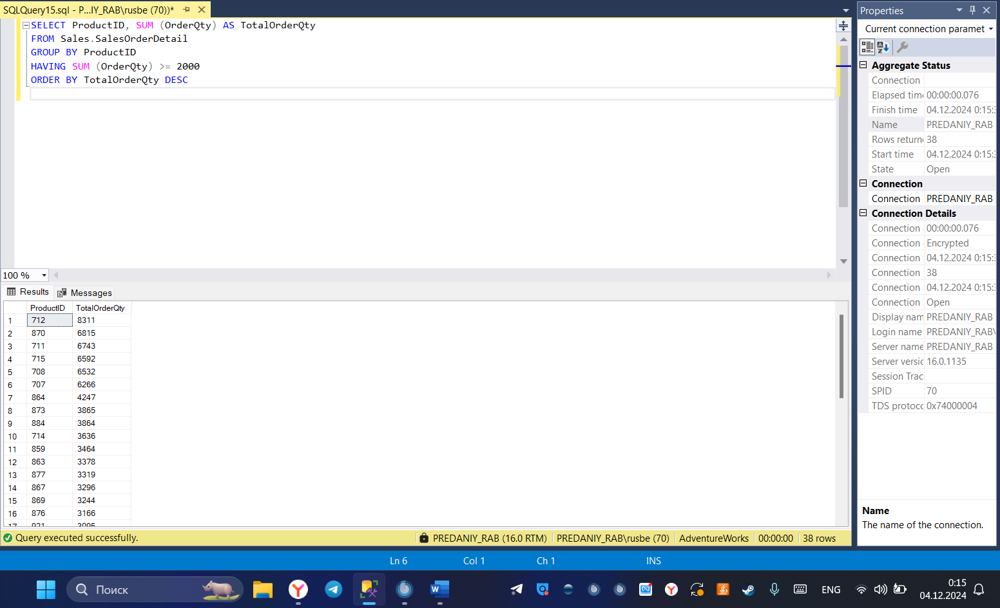 SQLQuery15.sql - P...IY_RAB\rusbe (70))*
SELECT ProductID, SUM (OrderQty) AS TotalOrderQty
FROM Sales.SalesOrderDetail
GROUP BY ProductID
HAVING SUM (OrderQty) >= 2000
ORDER BY TotalOrderQty DESC
100 %
Results Messages
ProductID TotalOrderQty
1 712 8311
2 870 6815
3 711 6743
4 715 6592
5 708 6532
6 707 6266
7 864 4247
8 873 3865
9 884 3864
10 714 3636
11 859 3464
12 863 3378
13 877 3319
14 867 3296
15 869 3244
16 876 3166
17 921 3095
Query executed successfully.
PREDANIY_RAB (16.0 RTM) PREDANIY_RAB\rusbe (70) AdventureWorks 00:00:00 38 rows
Properties
Current connection paramet
Aggregate Status
Connection
Elapsed tim 00:00:00.076
Finish time 04.12.2024 0:15:3
Name PREDANIY_RAB
Rows return 38
Start time 04.12.2024 0:15:3
State Open
Connection
Connection PREDANIY_RAB
Connection Details
Connection 00:00:00.076
Connection Encrypted
Connection 04.12.2024 0:15:3
Connection 38
Connection 04.12.2024 0:15:3
Connection Open
Display nam PREDANIY_RAB
Login name PREDANIY_RAB\
Server name PREDANIY_RAB
Server versic 16.0.1135
Session Trac
SPID 70
TDS protocc 0x74000004
Name
The name of the connection.
Ln 6 Col 1 Ch 1 INS
Поиск
ENG
0:15
04.12.2024